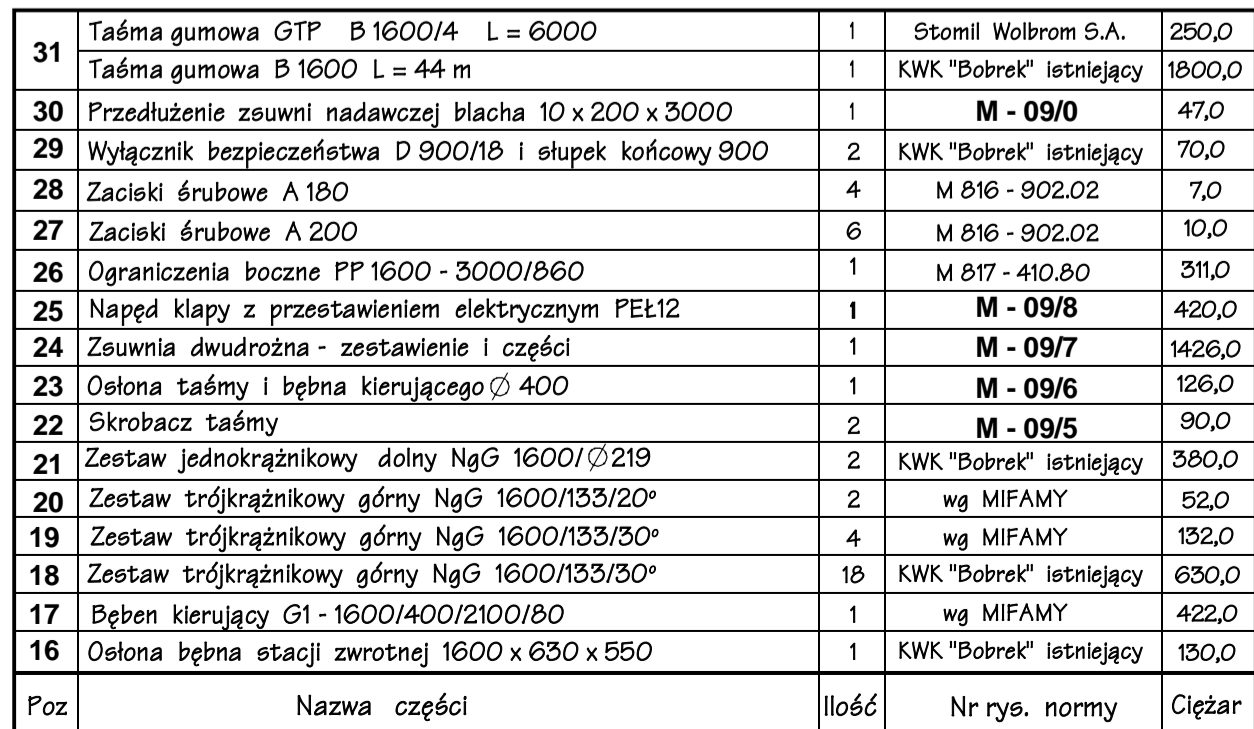 31 Taśma gumowa GTP B 1600/4 L = 6000 1 Stomil Wolbrom S.A. 250,0
Taśma gumowa B 1600 L = 44 m 1 KWK "Bobrek" istniejący 1800,0
30 Przedłużenie zsuwni nadawczej blacha 10 x 200 x 3000 1 M - 09/0 47,0
29 Wyłącznik bezpieczeństwa D 900/18 i słupek końcowy 900 2 KWK "Bobrek" istniejący 70,0
28 Zaciski śrubowe A 180 4 M 816 - 902.02 7,0
27 Zaciski śrubowe A 200 6 M 816 - 902.02 10,0
26 Ograniczenia boczne PP 1600 - 3000/860 1 M 817 - 410.80 311,0
25 Napęd klapy z przestawieniem elektrycznym PEŁ12 1 M - 09/8 420,0
24 Zsuwnia dwudrożna - zestawienie i części 1 M - 09/7 1426,0
23 Osłona taśmy i bębna kierującego ∅ 400 1 M - 09/6 126,0
22 Skrobacz taśmy 2 M - 09/5 90,0
21 Zestaw jednokrążnikowy dolny NgG 1600/∅219 2 KWK "Bobrek" istniejący 380,0
20 Zestaw trójkrążnikowy górny NgG 1600/133/20° 2 wg MIFAMY 52,0
19 Zestaw trójkrążnikowy górny NgG 1600/133/30° 4 wg MIFAMY 132,0
18 Zestaw trójkrążnikowy górny NgG 1600/133/30° 18 KWK "Bobrek" istniejący 630,0
17 Bęben kierujący G1 - 1600/400/2100/80 1 wg MIFAMY 422,0
16 Osłona bębna stacji zwrotnej 1600 x 630 x 550 1 KWK "Bobrek" istniejący 130,0
Poz Nazwa części Ilość Nr rys. normy Ciężar